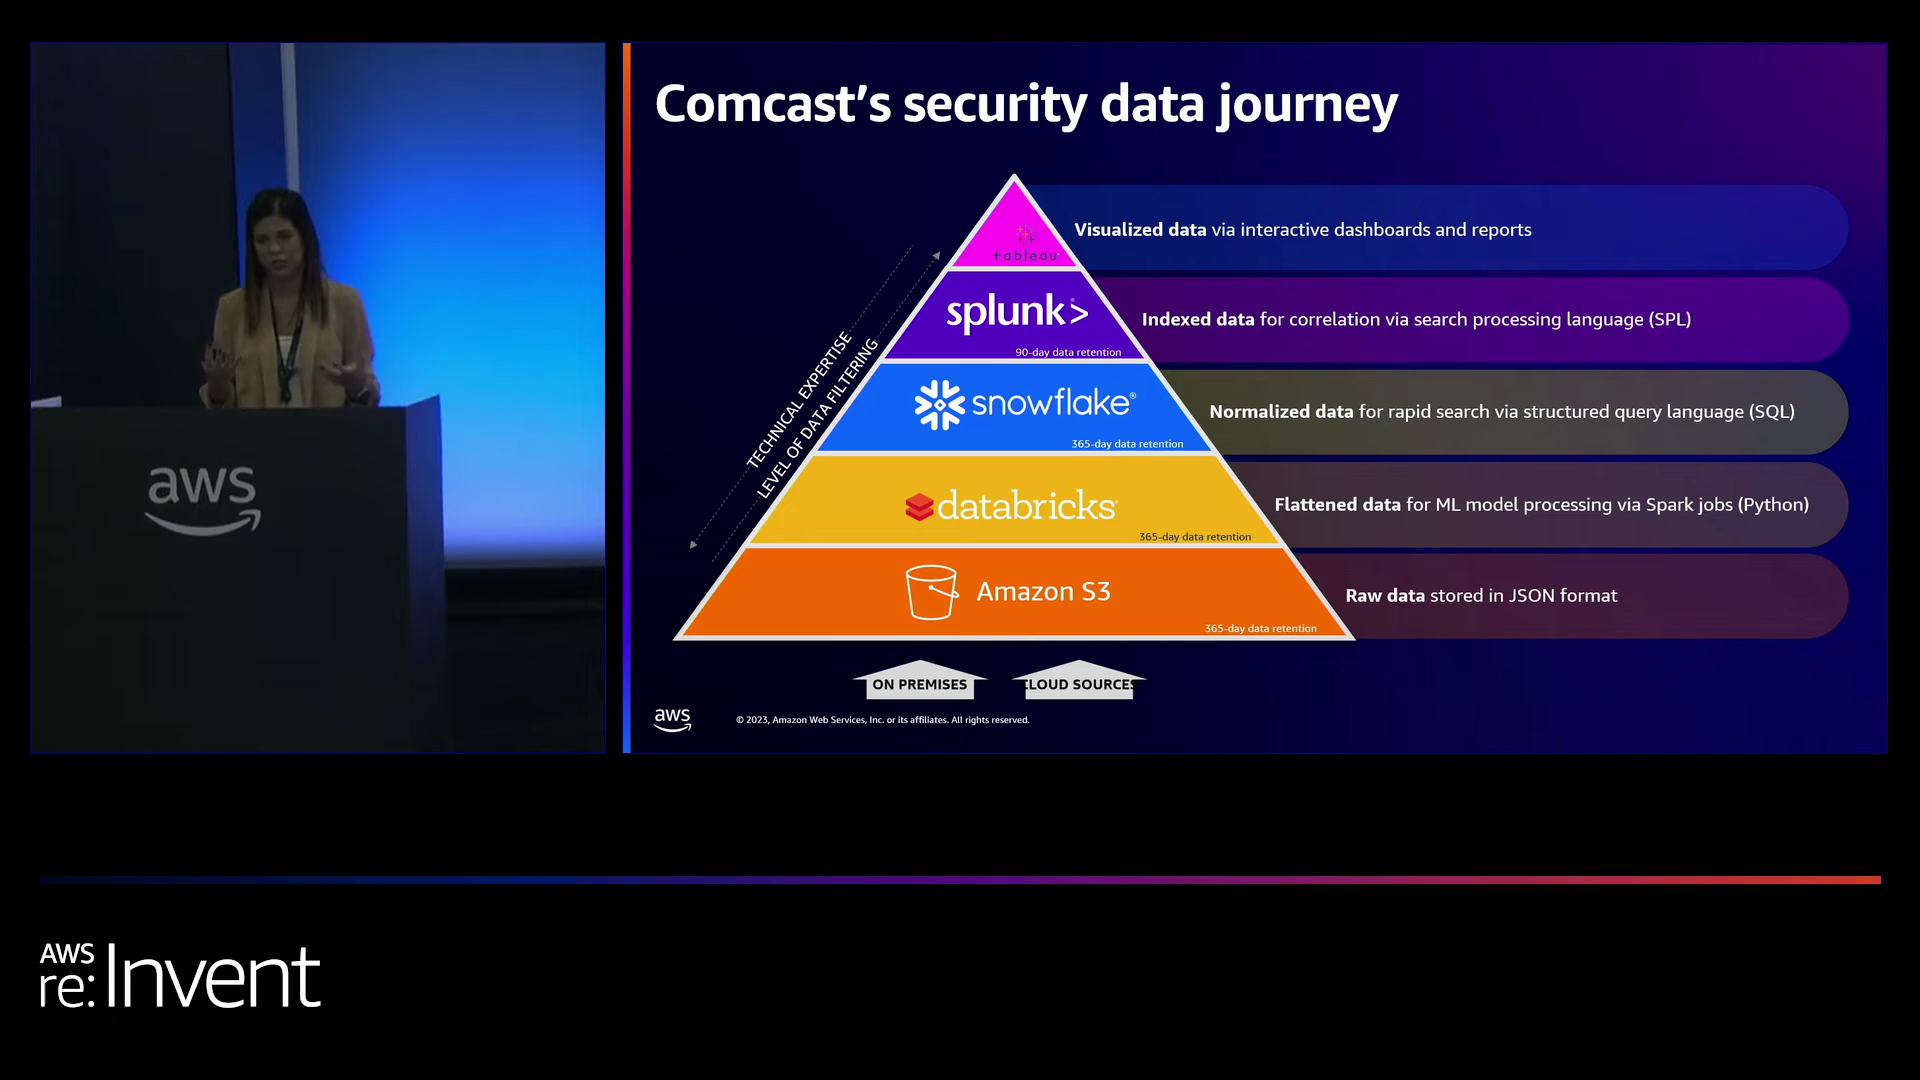 Comcast’s security data journey
tableau
Visualized data via interactive dashboards and reports
splunk>
90-day data retention
Indexed data for correlation via search processing language (SPL)
TECHNICAL EXPERTISE
LEVEL OF DATA FILTERING
snowflake®
365-day data retention
Normalized data for rapid search via structured query language (SQL)
databricks
365-day data retention
Flattened data for ML model processing via Spark jobs (Python)
Amazon S3
365-day data retention
Raw data stored in JSON format
ON PREMISES
CLOUD SOURCES
aws
© 2023, Amazon Web Services, Inc. or its affiliates. All rights reserved.
aws
AWS
re:Invent